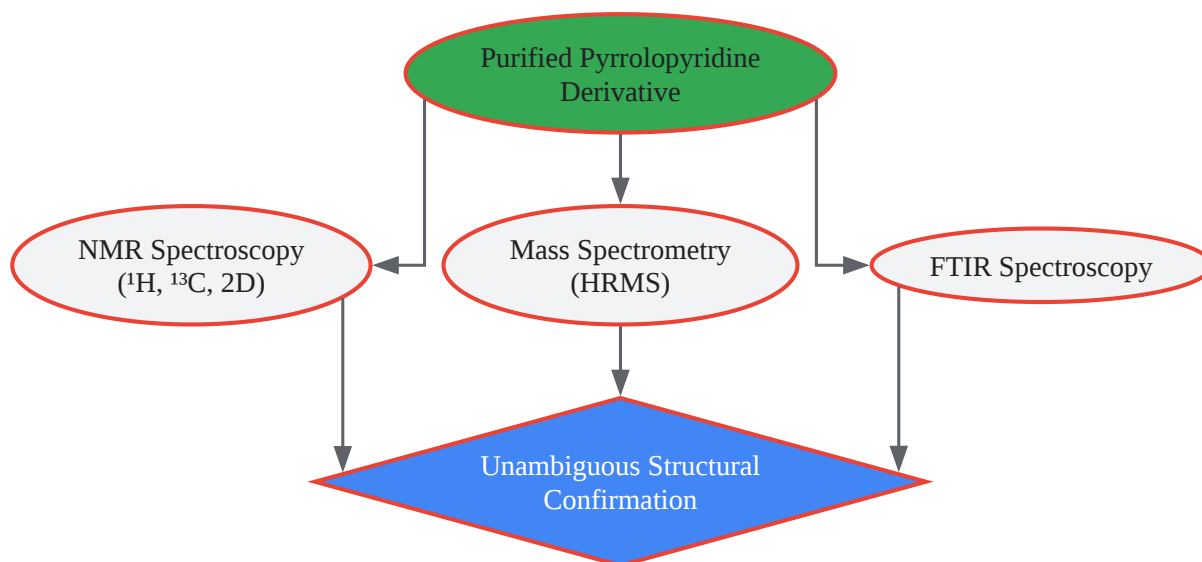 Purified Pyrrolopyridine
Derivative
NMR Spectroscopy
(¹H, ¹³C, 2D)
Mass Spectrometry
(HRMS)
FTIR Spectroscopy
Unambiguous Structural
Confirmation